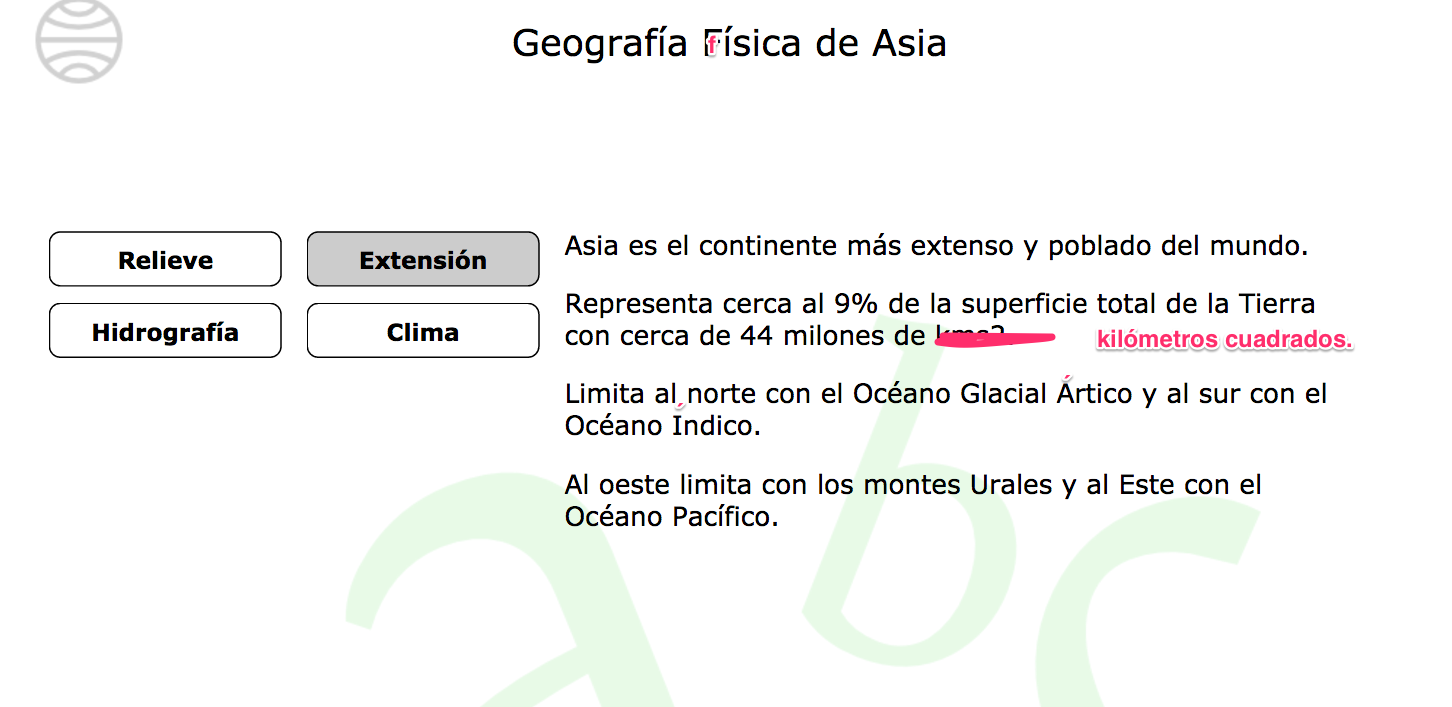 Geografía Física de Asia
f
Relieve
Extensión
Hidrografía
Clima
Asia es el continente más extenso y poblado del mundo.
Representa cerca al 9% de la superficie total de la Tierra
con cerca de 44 milones de kms2 kilómetros cuadrados.
Limita al norte con el Océano Glacial Ártico y al sur con el
Océano Índico.
Al oeste limita con los montes Urales y al Este con el
Océano Pacífico.
abc